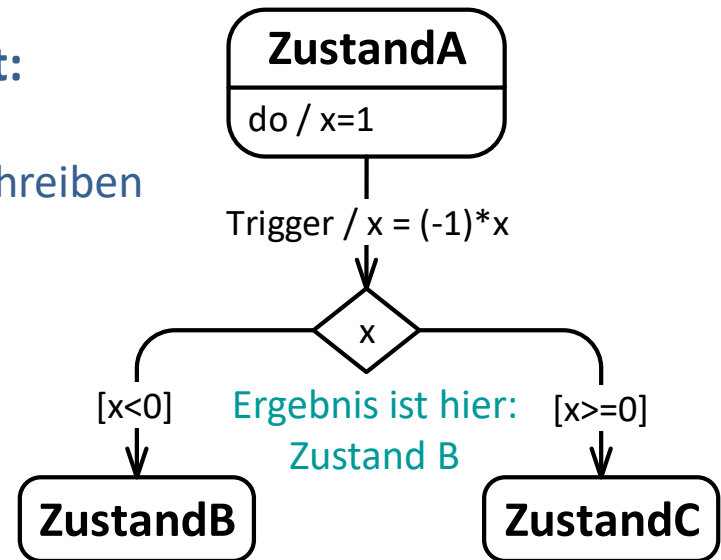 t:
hreiben
ZustandA
do / x=1
Trigger / x = (-1)*x
x
[x<0]
Ergebnis ist hier:
Zustand B
[x>=0]
ZustandB
ZustandC